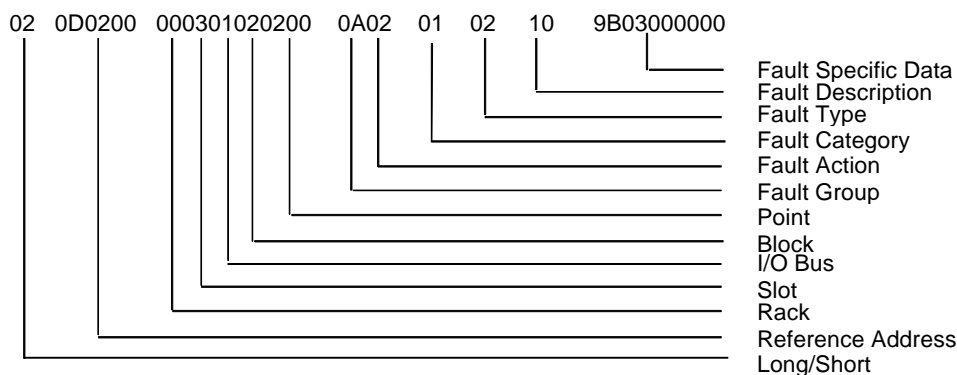 02 0D0200 000301020200 0A02 01 02 10 9B03000000
Fault Specific Data
Fault Description
Fault Type
Fault Category
Fault Action
Fault Group
Point
Block
I/O Bus
Slot
Rack
Reference Address
Long/Short